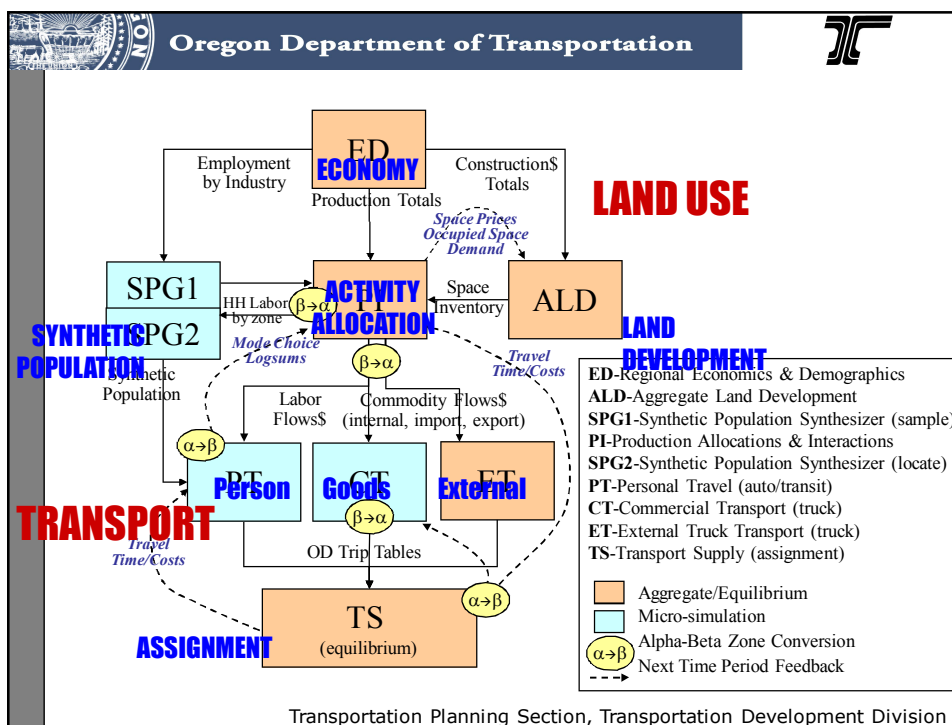 Oregon Department of Transportation
ED
ECONOMY
Employment
by Industry
Construction$
Totals
Production Totals
LAND USE
Space Prices
Occupied Space
Demand
SPG1
SPG2
SYNTHETIC
POPULATION
HH Labor
by zone
β→α
ACTIVITY
ALLOCATION
Space
Inventory
ALD
LAND
DEVELOPMENT
Mode Choice
Logsums
β→α
Travel
Time/Costs
Synthetic
Population
Labor
Flows$
Commodity Flows$
(internal, import, export)
α→β
PT
Person
CT
Goods
β→α
ET
External
TRANSPORT
Travel
Time/Costs
OD Trip Tables
α→β
TS
(equilibrium)
ASSIGNMENT
ED-Regional Economics & Demographics
ALD-Aggregate Land Development
SPG1-Synthetic Population Synthesizer (sample)
PI-Production Allocations & Interactions
SPG2-Synthetic Population Synthesizer (locate)
PT-Personal Travel (auto/transit)
CT-Commercial Transport (truck)
ET-External Truck Transport (truck)
TS-Transport Supply (assignment)
Aggregate/Equilibrium
Micro-simulation
α→β
Alpha-Beta Zone Conversion
Next Time Period Feedback
Transportation Planning Section, Transportation Development Division